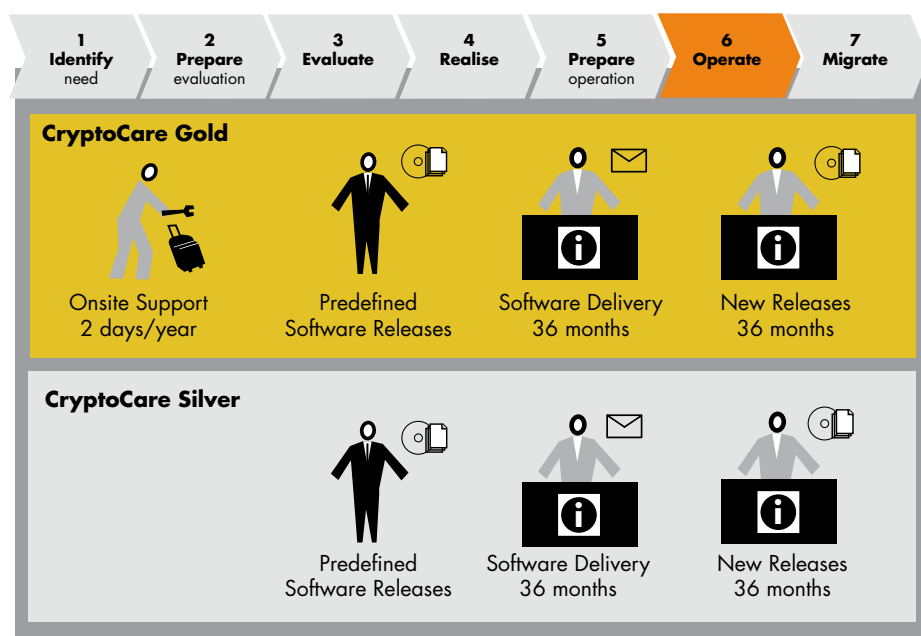 1
Identify
need
2
Prepare
evaluation
3
Evaluate
4
Realise
5
Prepare
operation
6
Operate
7
Migrate
CryptoCare Gold
i
i
Onsite Support
2 days/year
Predefined
Software Releases
Software Delivery
36 months
New Releases
36 months
CryptoCare Silver
i
i
Predefined
Software Releases
Software Delivery
36 months
New Releases
36 months